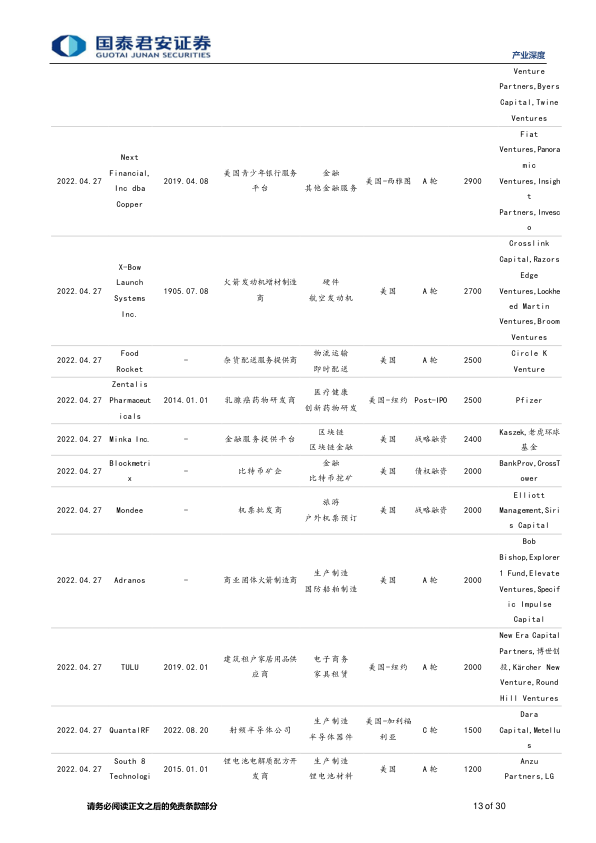 国泰君安证券
GUOTAI JUNAN SECURITIES
产业深度
Venture
Partners,Byers
Capital,Twine
Ventures
2022.04.27
Next
Financial,
Inc dba
Copper
2019.04.08
美国青少年银行服务
平台
金融
其他金融服务
美国-西雅图
A 轮
2900
Fiat
Ventures,Panora
mic
Ventures,Insigh
t
Partners,Invesc
o
2022.04.27
X-Bow
Launch
Systems
Inc.
1905.07.08
火箭发动机增材制造
商
硬件
航空发动机
美国
A 轮
2700
Crosslink
Capital,Razors
Edge
Ventures,Lockhe
ed Martin
Ventures,Broom
Ventures
2022.04.27
Food
Rocket
-
杂货配送服务提供商
物流运输
即时配送
美国
A 轮
2500
Circle K
Venture
2022.04.27
Zentalis
Pharmaceut
icals
2014.01.01
乳腺癌药物研发商
医疗健康
创新药物研发
美国-纽约
Post-IPO
2500
Pfizer
2022.04.27
Minka Inc.
-
金融服务提供平台
区块链
区块链金融
美国
战略融资
2400
Kaszek,老虎环球
基金
2022.04.27
Blockmetri
x
-
比特币矿企
金融
比特币挖矿
美国
债权融资
2000
BankProv,CrossT
ower
2022.04.27
Mondee
-
机票批发商
旅游
户外机票预订
美国
战略融资
2000
Elliott
Management,Siri
s Capital
2022.04.27
Adranos
-
商业团体火箭制造商
生产制造
国防船舶制造
美国
A 轮
2000
Bob
Bishop,Explorer
1 Fund,Elevate
Ventures,Specif
ic Impulse
Capital
2022.04.27
TULU
2019.02.01
建筑租户家居用品供
应商
电子商务
家具租赁
美国-纽约
A 轮
2000
New Era Capital
Partners,博世创
投,Kärcher New
Venture,Round
Hill Ventures
2022.04.27
QuantalRF
2022.08.20
射频半导体公司
生产制造
半导体器件
美国-加利福
利亚
C 轮
1500
Dara
Capital,Metellu
s
2022.04.27
South 8
Technologi
2015.01.01
锂电池电解质配方开
发商
生产制造
锂电池材料
美国
A 轮
1200
Anzu
Partners,LG
请务必阅读正文之后的免责条款部分
13 of 30